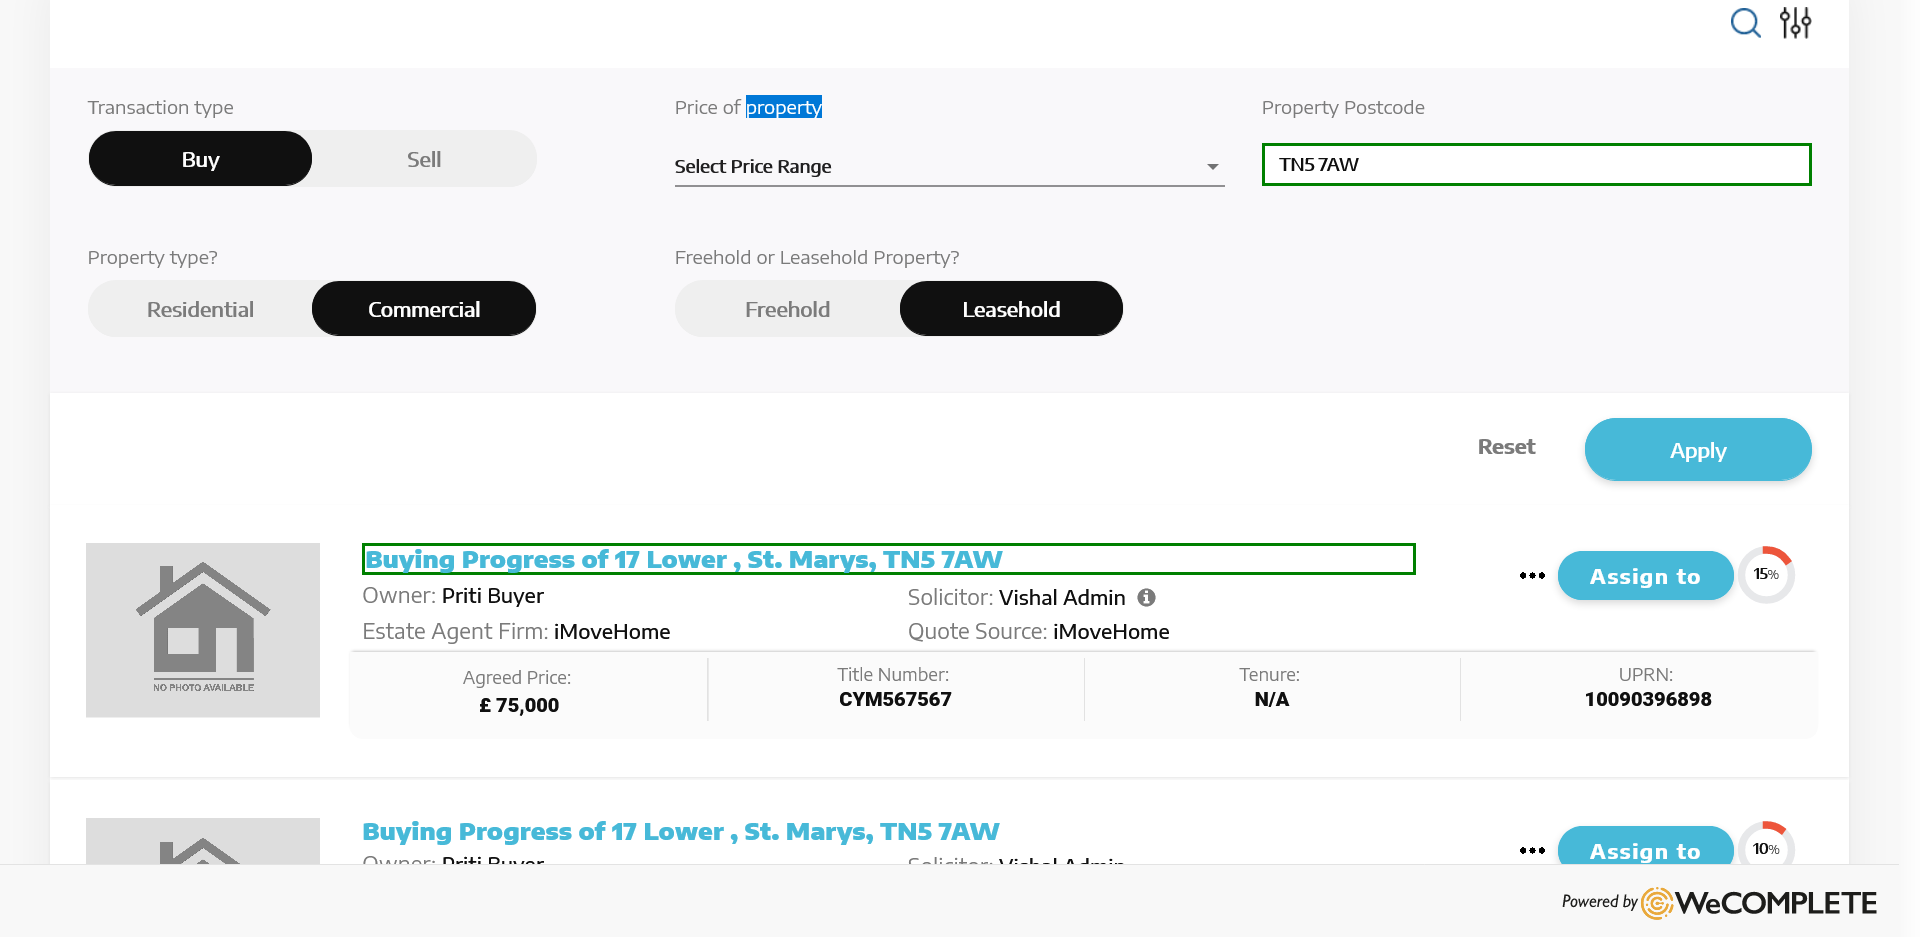 Transaction type
Price of property
Property Postcode
Buy
Sell
Select Price Range
TN5 7AW
Property type?
Freehold or Leasehold Property?
Residential
Commercial
Freehold
Leasehold
Reset
Apply
Buying Progress of 17 Lower , St. Marys, TN5 7AW
Owner: Priti Buyer
Solicitor: Vishal Admin
Estate Agent Firm: iMoveHome
Quote Source: iMoveHome
Assign to
15%
NO PHOTO AVAILABLE
Agreed Price:
£ 75,000
Title Number:
CYM567567
Tenure:
N/A
UPRN:
10090396898
Buying Progress of 17 Lower , St. Marys, TN5 7AW
Owner: Priti Buyer
Solicitor: Vishal Admin
Assign to
10%
Powered by WeCOMPLETE